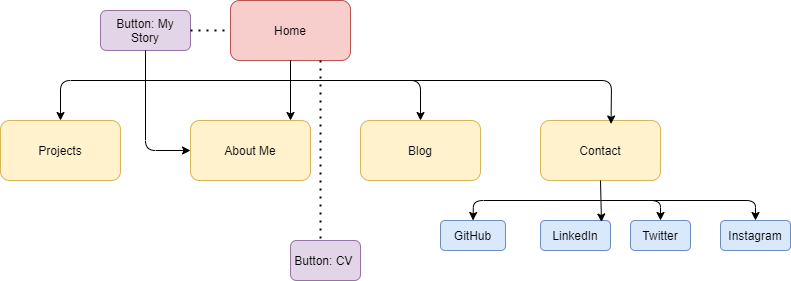 Button: My
Story
Home
Projects
About Me
Blog
Contact
GitHub
LinkedIn
Twitter
Instagram
Button: CV